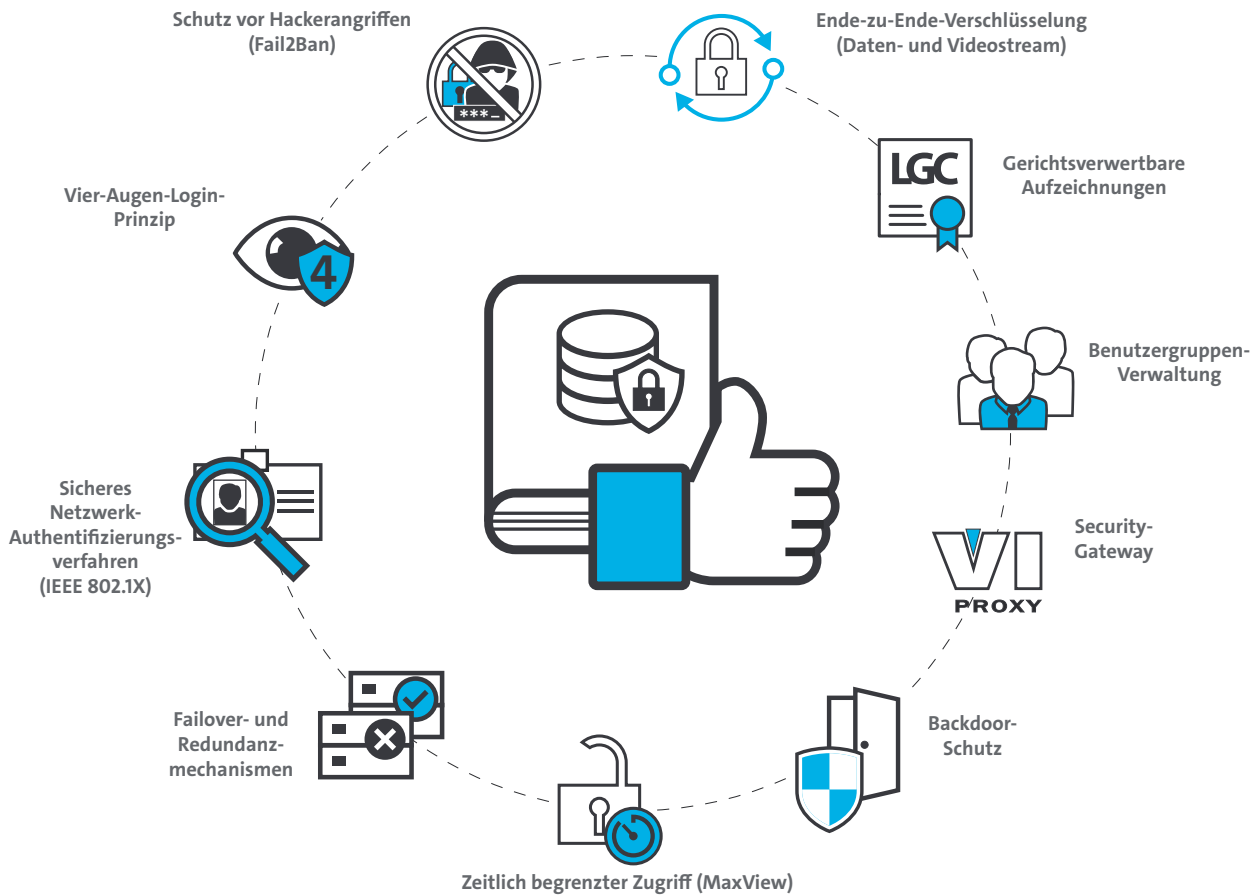 Schutz vor Hackerangriffen
(Fail2Ban)
***_
Ende-zu-Ende-Verschlüsselung
(Daten- und Videostream)
LGC
Gerichtsverwertbare
Aufzeichnungen
Vier-Augen-Login-
Prinzip
4
Benutzergruppen-
Verwaltung
Sicheres
Netzwerk-
Authentifizierungs-
verfahren
(IEEE 802.1X)
Security-
Gateway
VI
PROXY
Failover- und
Redundanz-
mechanismen
Backdoor-
Schutz
Zeitlich begrenzter Zugriff (MaxView)